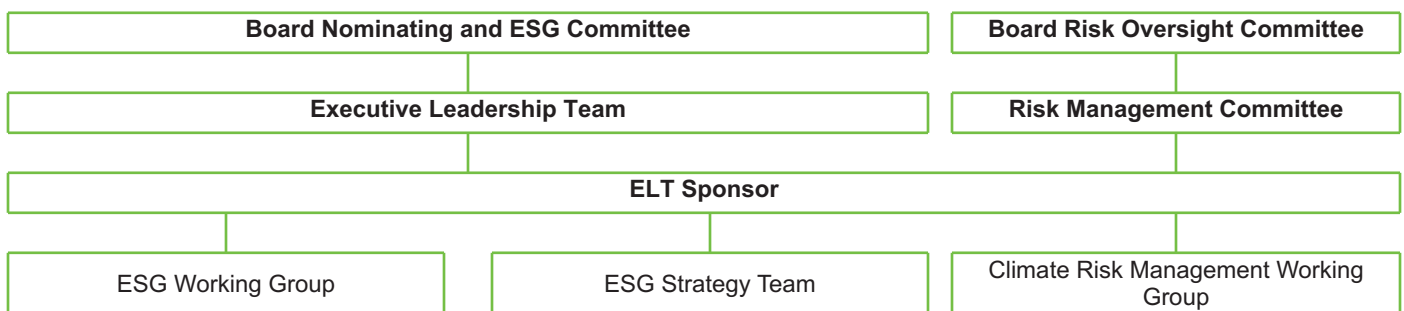 Board Nominating and ESG Committee
Board Risk Oversight Committee
Executive Leadership Team
Risk Management Committee
ELT Sponsor
ESG Working Group
ESG Strategy Team
Climate Risk Management Working
Group